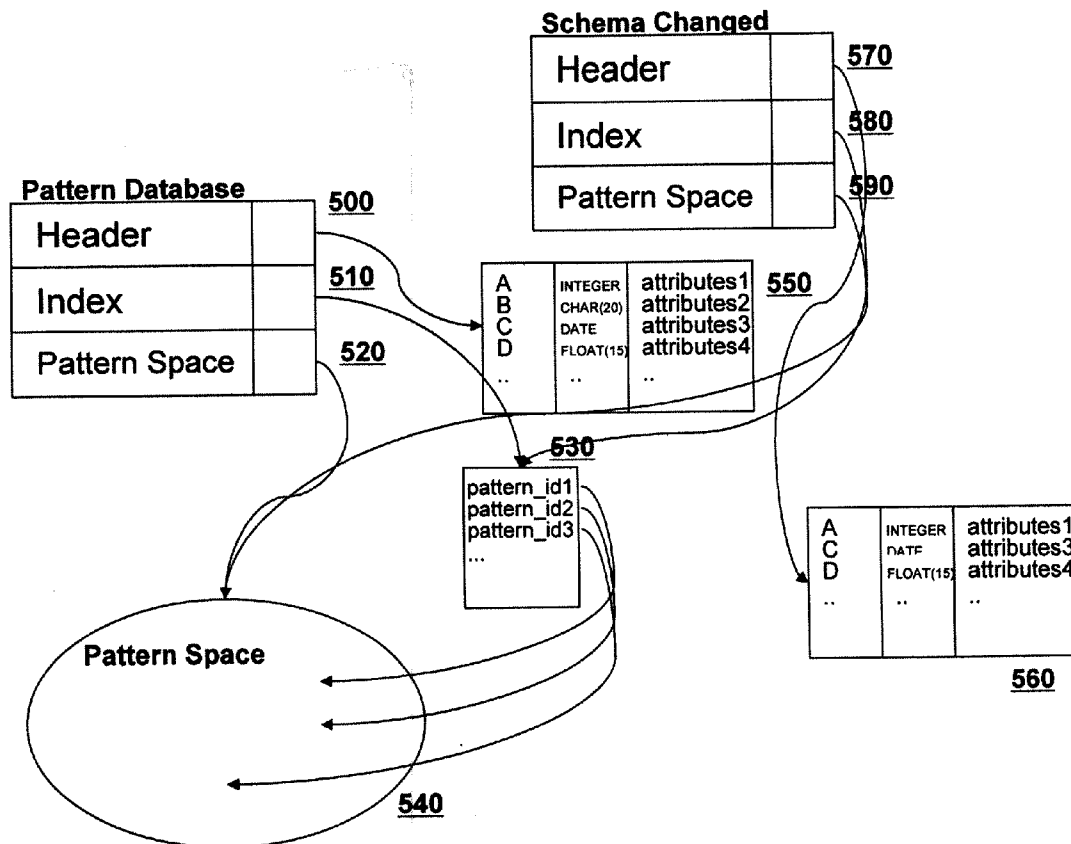 Schema Changed
Header
570
Index
580
Pattern Space
590
Pattern Database
Header
500
Index
510
Pattern Space
520
A INTEGER attributes1
B CHAR(20) attributes2
C DATE attributes3
D FLOAT(15) attributes4
.. .. ..
550
530
pattern_id1
pattern_id2
pattern_id3
...
A INTEGER attributes1
C DATE attributes3
D FLOAT(15) attributes4
.. .. ..
560
Pattern Space
540